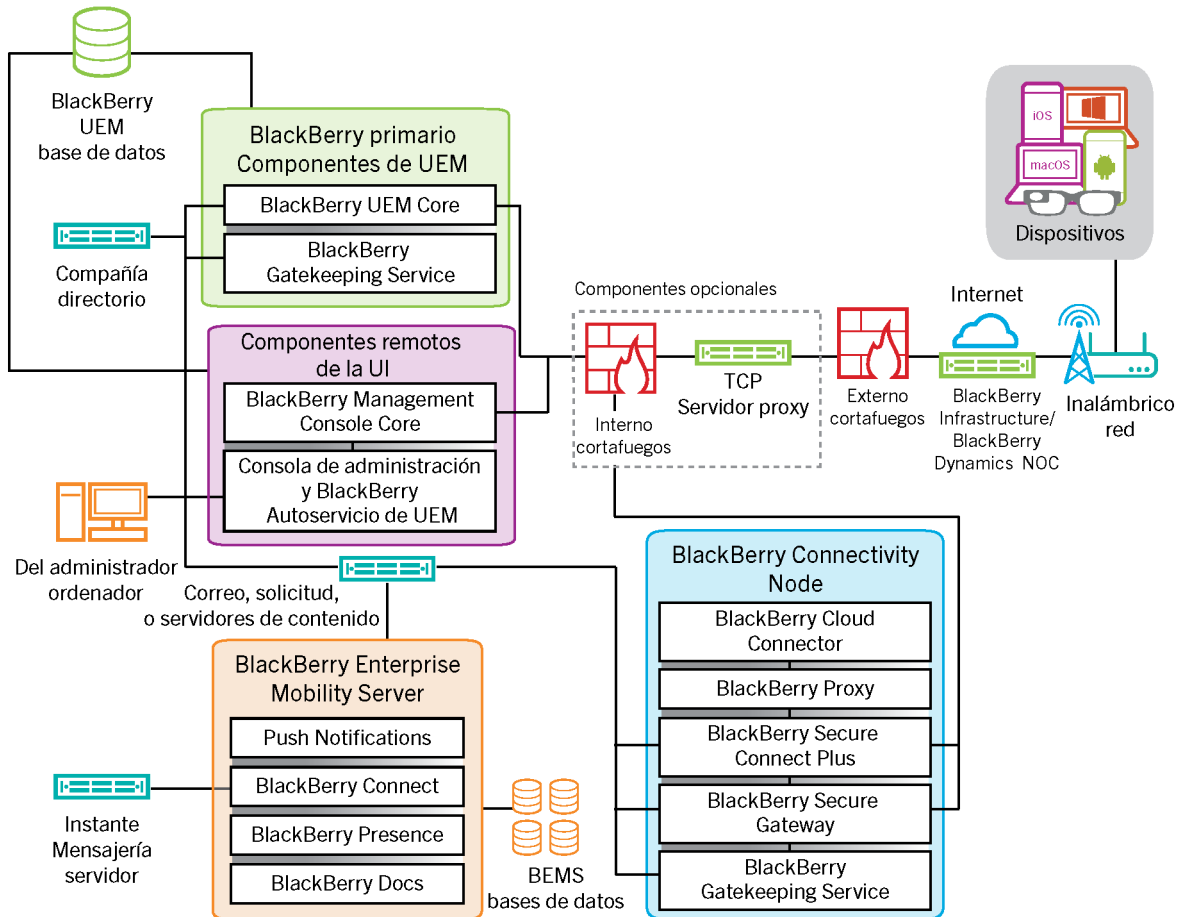 BlackBerry
UEM
base de datos
BlackBerry primario
Componentes de UEM
BlackBerry UEM Core
BlackBerry
Gatekeeping Service
Compañía
directorio
Componentes remotos
de la UI
BlackBerry Management
Console Core
Consola de administración
y BlackBerry
Autoservicio de UEM
Del administrador
ordenador
Correo, solicitud,
o servidores de contenido
Componentes opcionales
Interno
cortafuegos
TCP
Servidor proxy
Externo
cortafuegos
Internet
BlackBerry
Infrastructure/
BlackBerry
Dynamics NOC
Inalámbrico
red
iOS
macOS
Dispositivos
BlackBerry Enterprise
Mobility Server
Push Notifications
BlackBerry Connect
BlackBerry Presence
BlackBerry Docs
Instante
Mensajería
servidor
BEMS
bases de datos
BlackBerry Connectivity
Node
BlackBerry Cloud
Connector
BlackBerry Proxy
BlackBerry Secure
Connect Plus
BlackBerry Secure
Gateway
BlackBerry
Gatekeeping Service